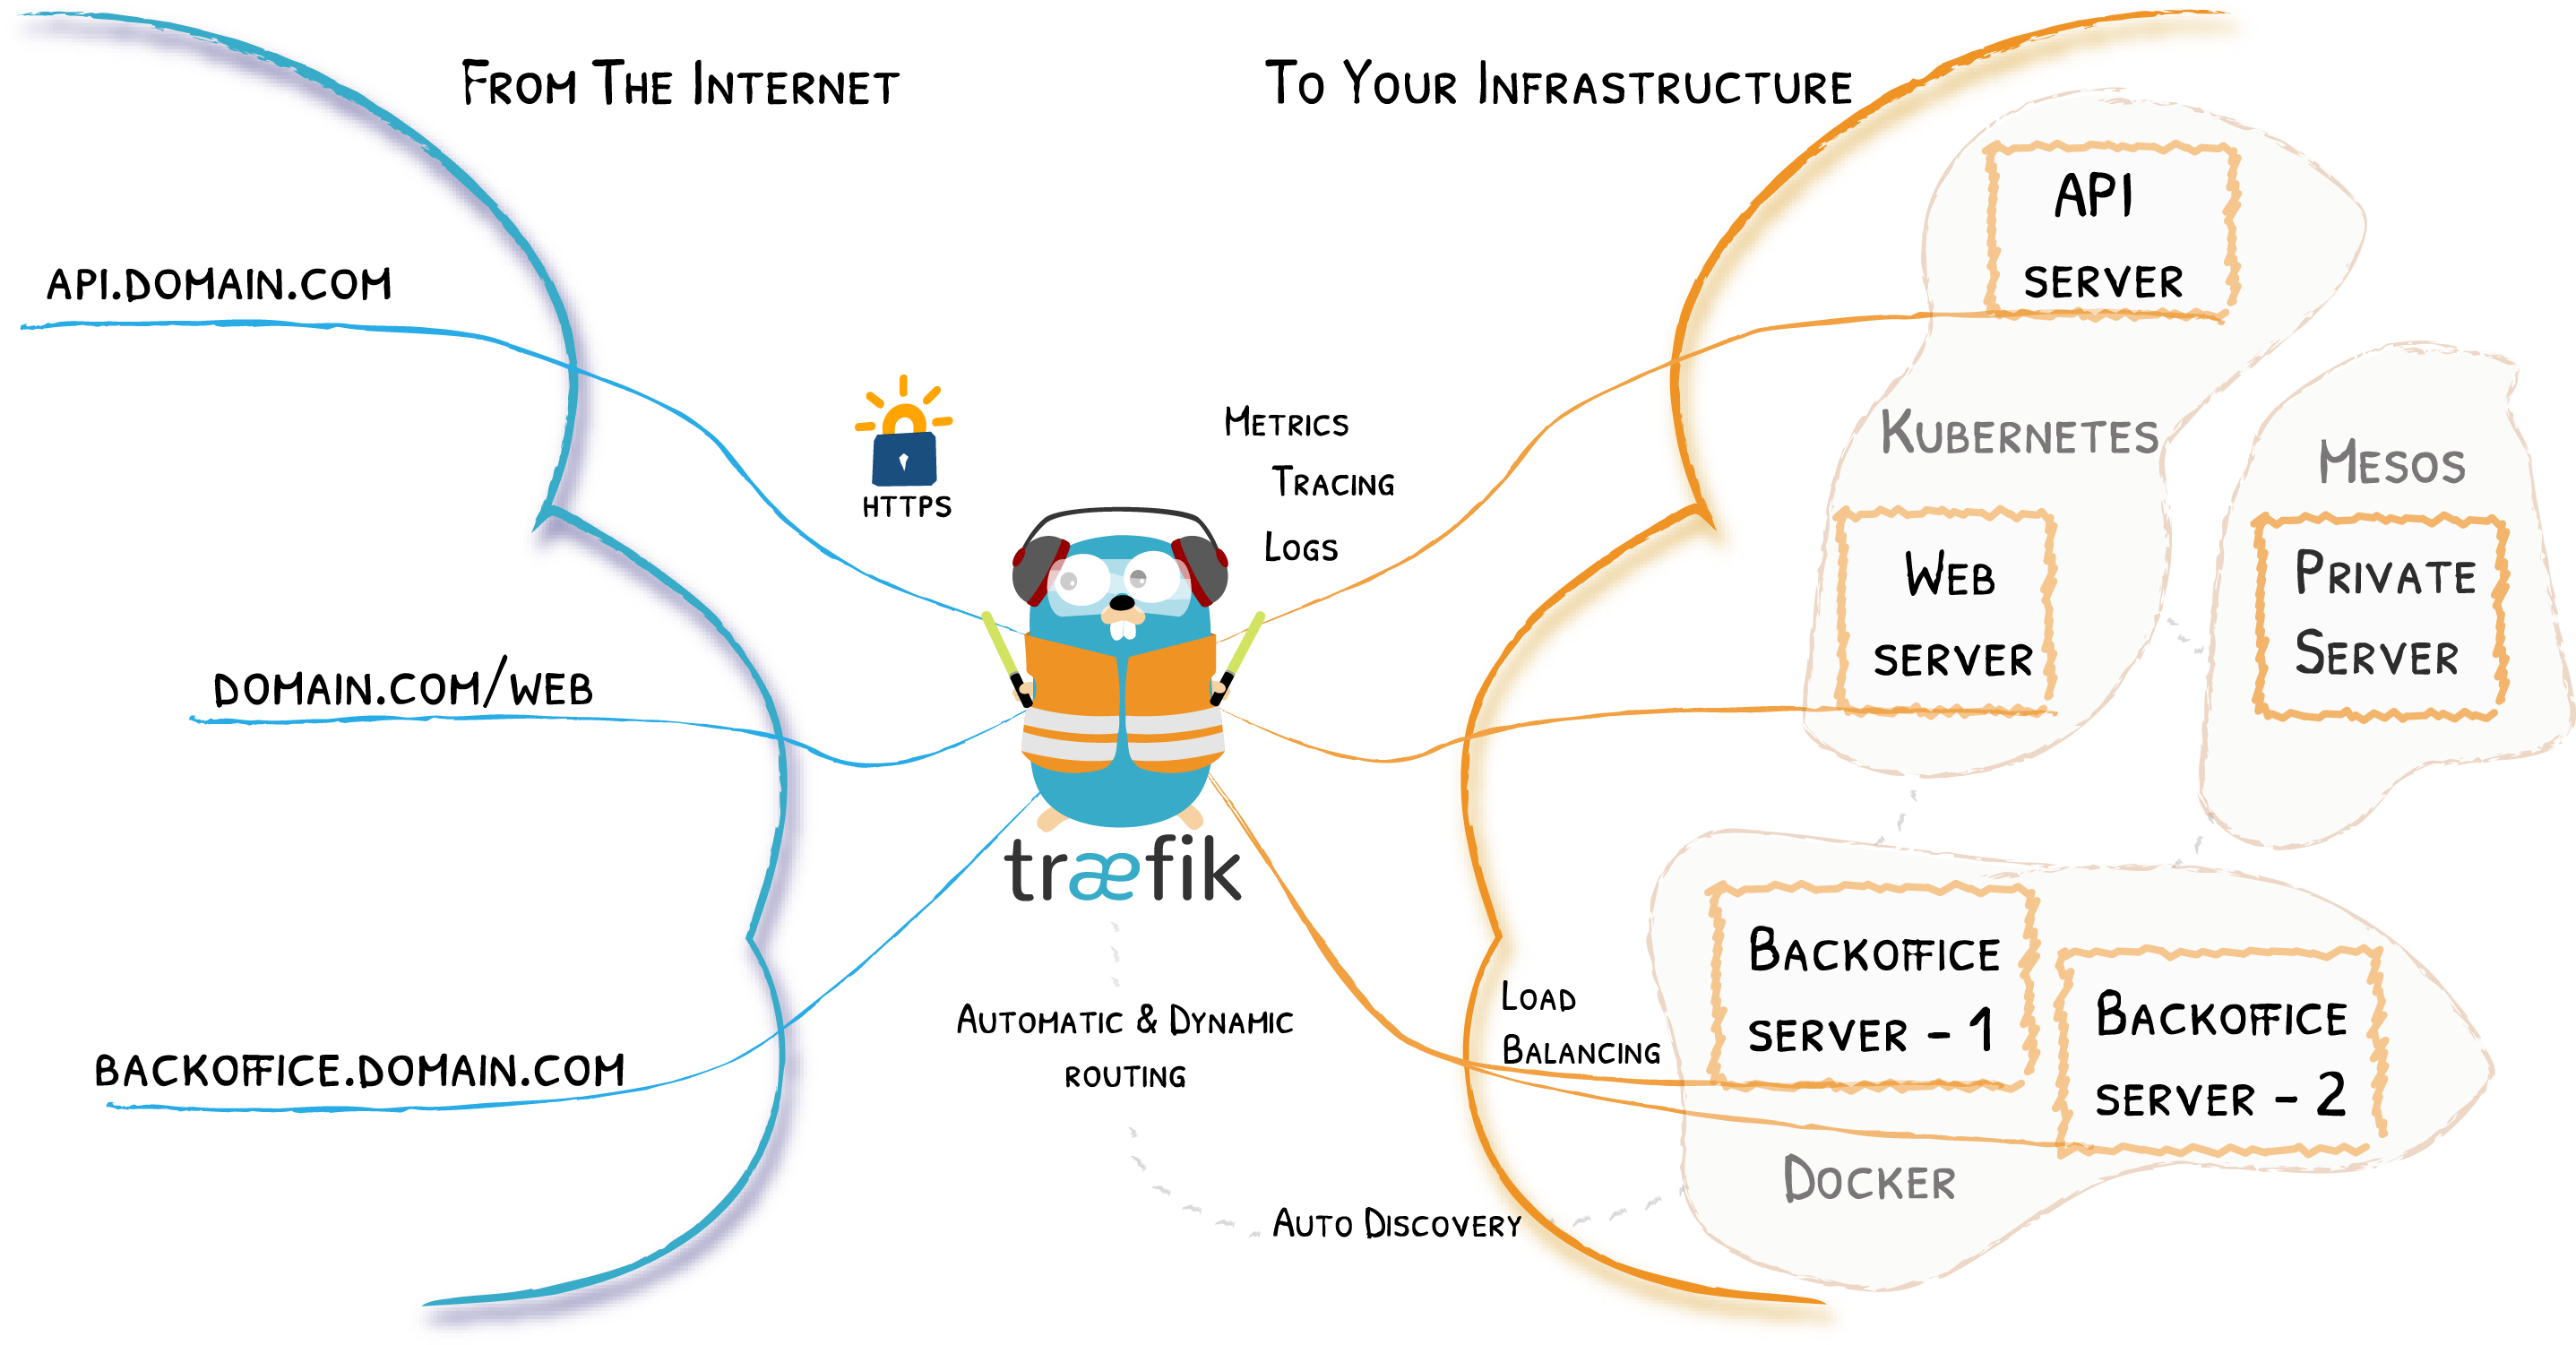 From The Internet
To Your Infrastructure
API
server
api.domain.com
Metrics
Kubernetes
Mesos
Tracing
https
Logs
Web
server
Private
Server
domain.com/web
træfik
Backoffice
server - 1
Load
Balancing
Backoffice
server - 2
Automatic & Dynamic
routing
backoffice.domain.com
Docker
Auto Discovery